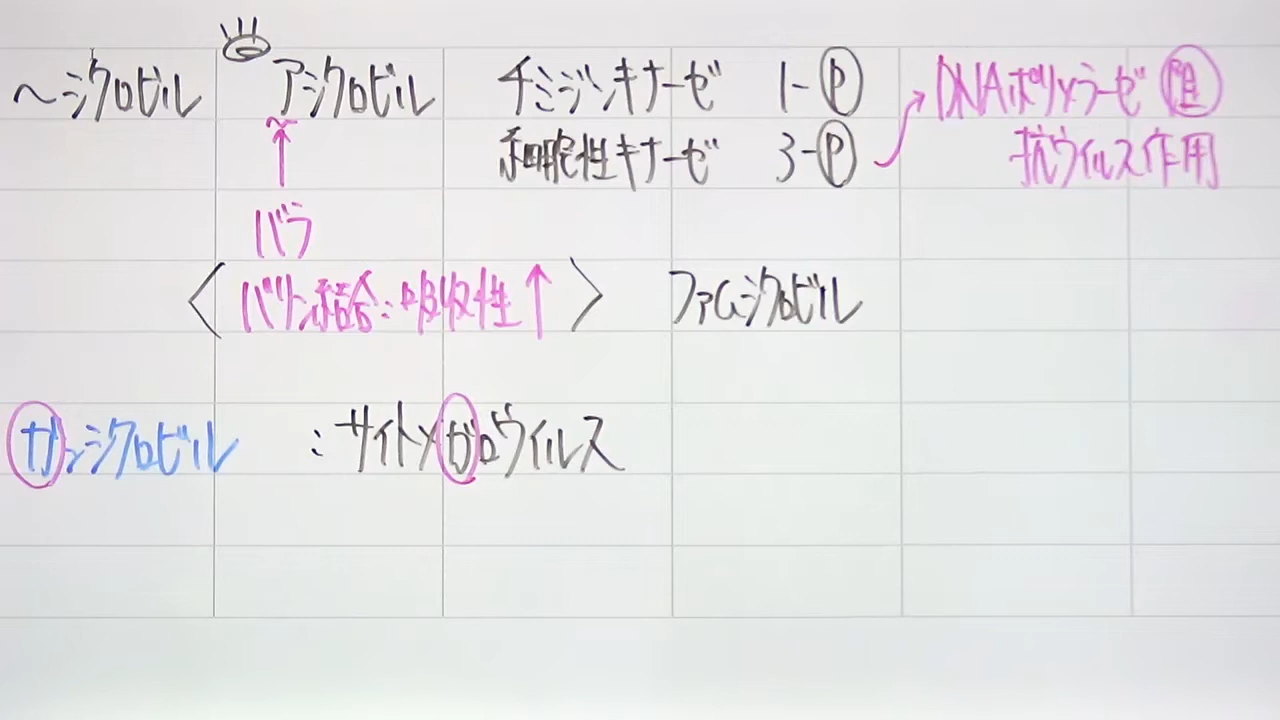 ～シクロビル アシクロビル チミジンキナーゼ 1-Ⓟ DNAポリメラーゼ 阻
細胞性キナーゼ 3-Ⓟ 抗ウイルス作用
バラ
〈バリン結合：吸収性↑〉 ファムシクロビル
ガンシクロビル ：サイトメガロウイルス